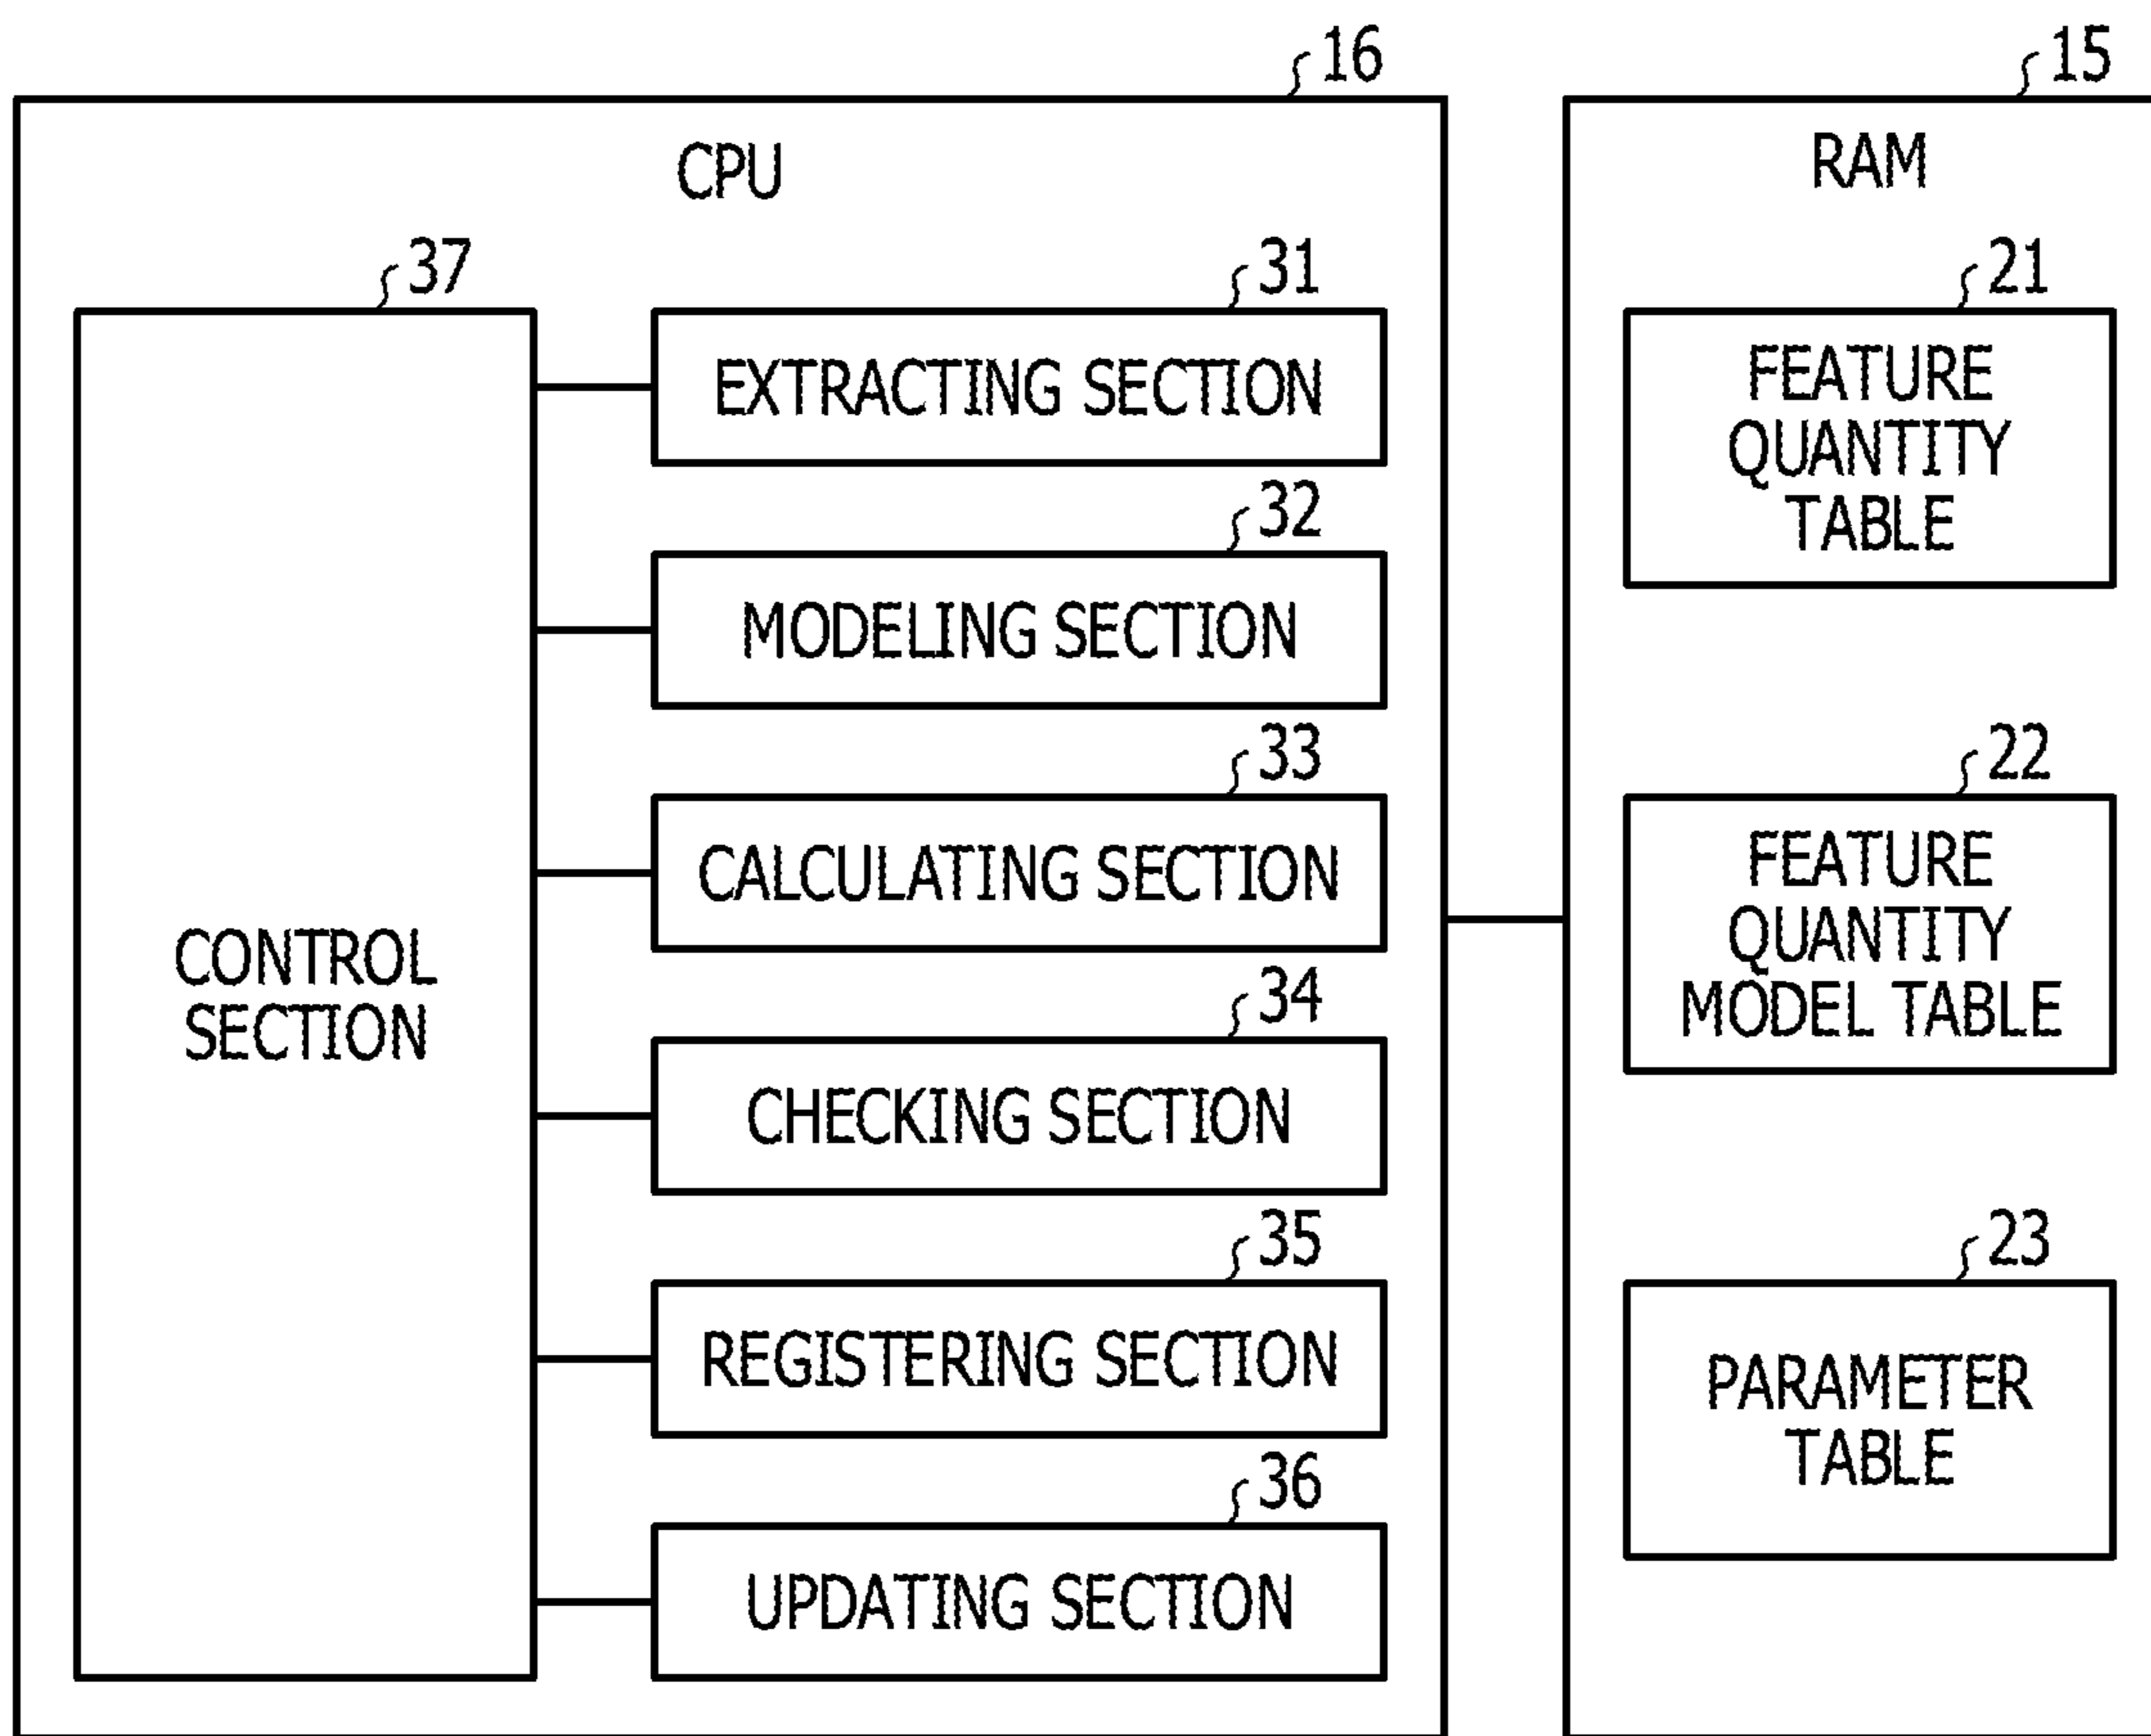 16
CPU
37
CONTROL
SECTION
31
EXTRACTING SECTION
32
MODELING SECTION
33
CALCULATING SECTION
34
CHECKING SECTION
35
REGISTERING SECTION
36
UPDATING SECTION
15
RAM
21
FEATURE
QUANTITY
TABLE
22
FEATURE
QUANTITY
MODEL TABLE
23
PARAMETER
TABLE